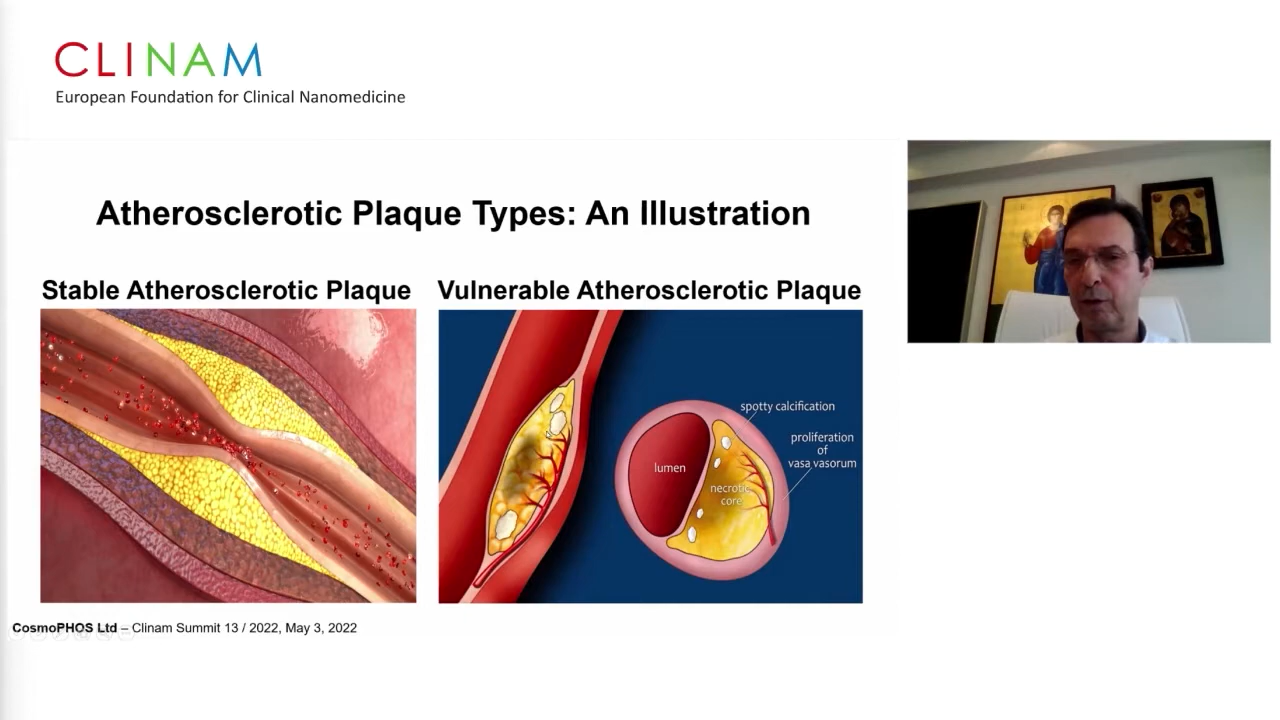 CLINAM
European Foundation for Clinical Nanomedicine
Atherosclerotic Plaque Types: An Illustration
Stable Atherosclerotic Plaque
Vulnerable Atherosclerotic Plaque
spotty calcification
proliferation
of
vasa vasorum
lumen
necrotic
core
CosmoPHOS Ltd – Clinam Summit 13 / 2022, May 3, 2022